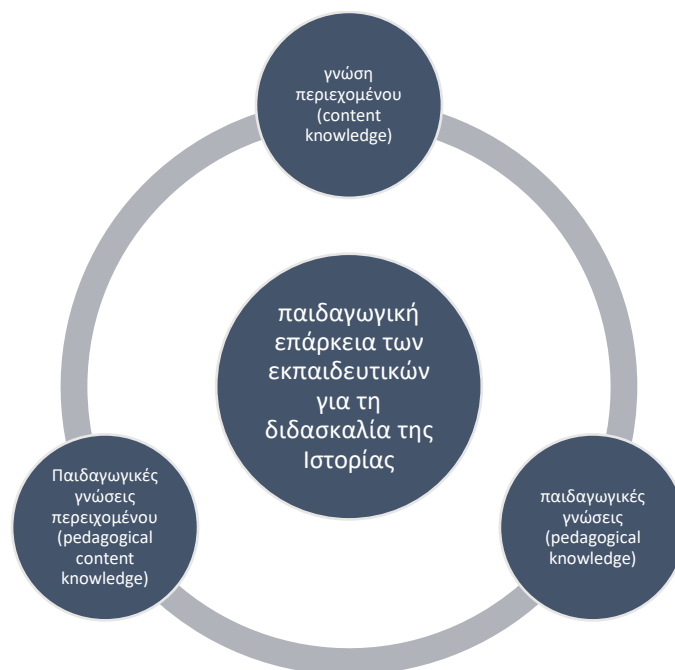 γνώση
περιεχομένου
(content
knowledge)
παιδαγωγική
επάρκεια των
εκπαιδευτικών
για τη
διδασκαλία της
Ιστορίας
Παιδαγωγικές
γνώσεις
περειχομένου
(pedagogical
content
knowledge)
παιδαγωγικές
γνώσεις
(pedagogical
knowledge)